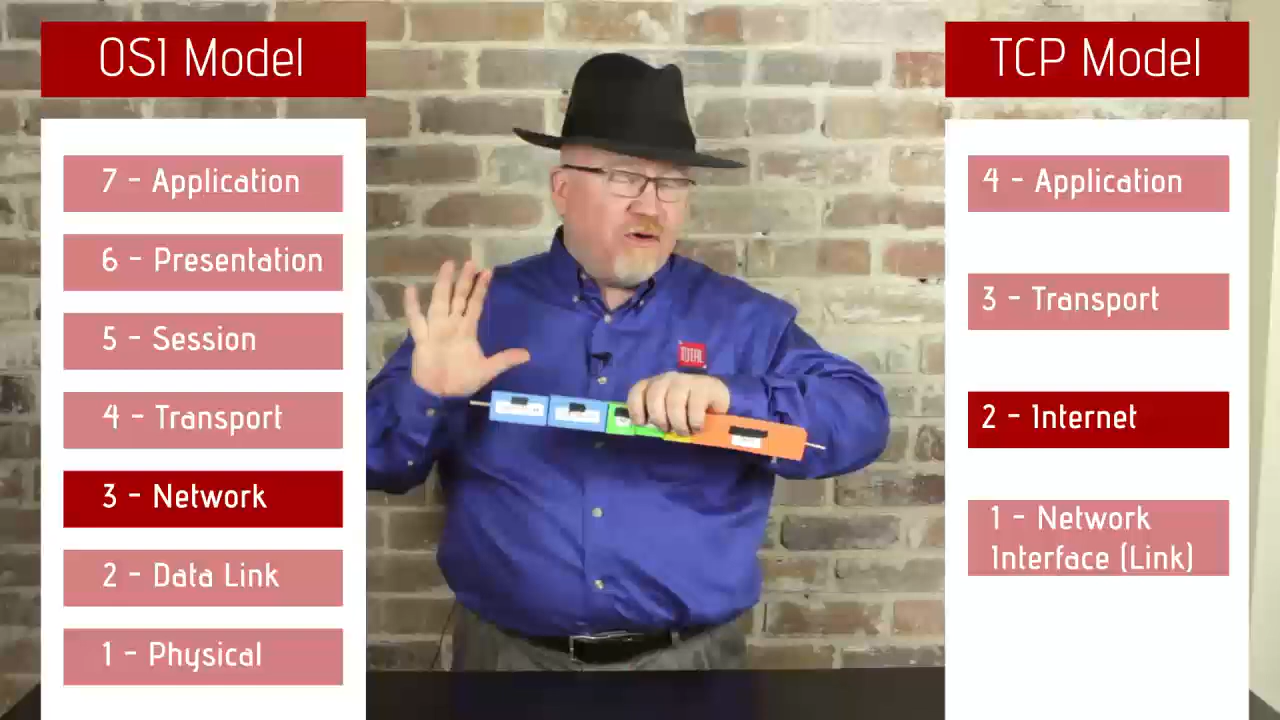 OSI Model
7 - Application
6 - Presentation
5 - Session
4 - Transport
3 - Network
2 - Data Link
1 - Physical
TOTAL
TCP Model
4 - Application
3 - Transport
2 - Internet
1 - Network
Interface (Link)